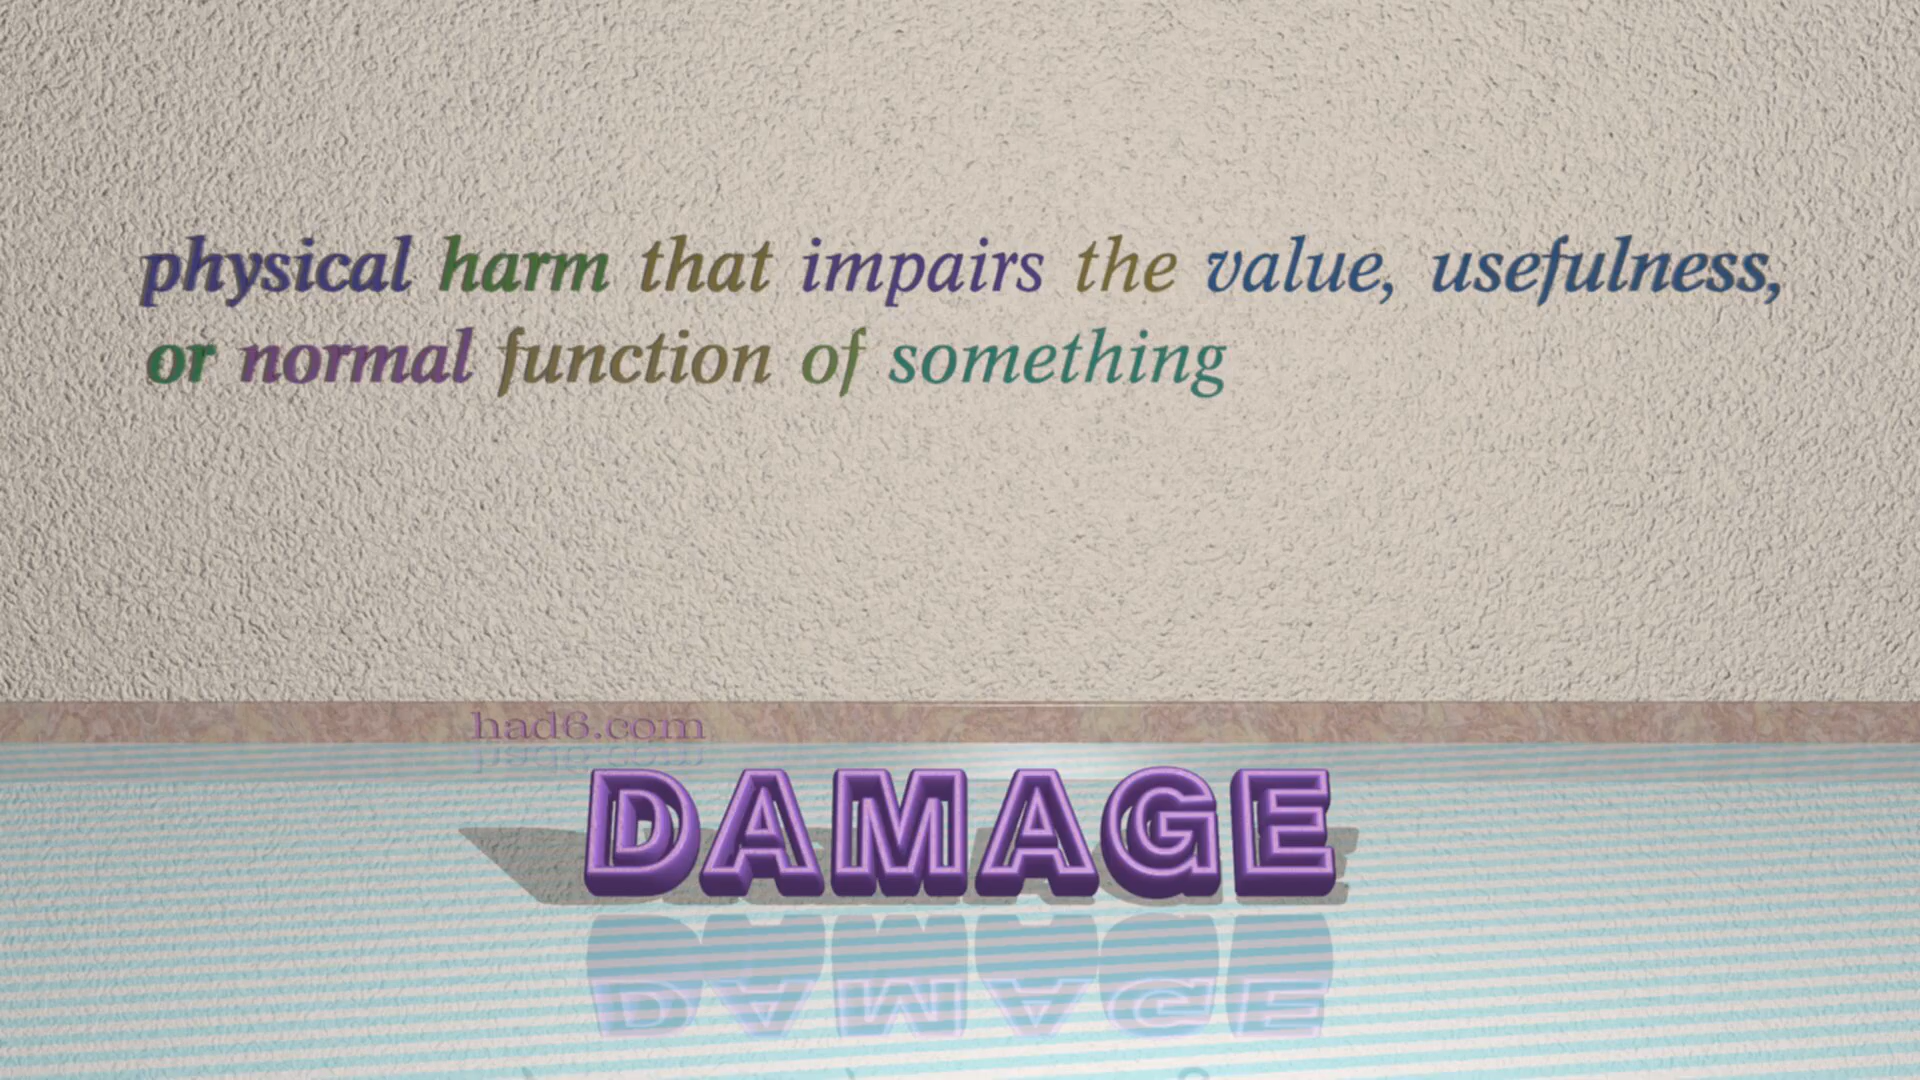 physical harm that impairs the value, usefulness,
or normal function of something
had6.com
DAMAGE